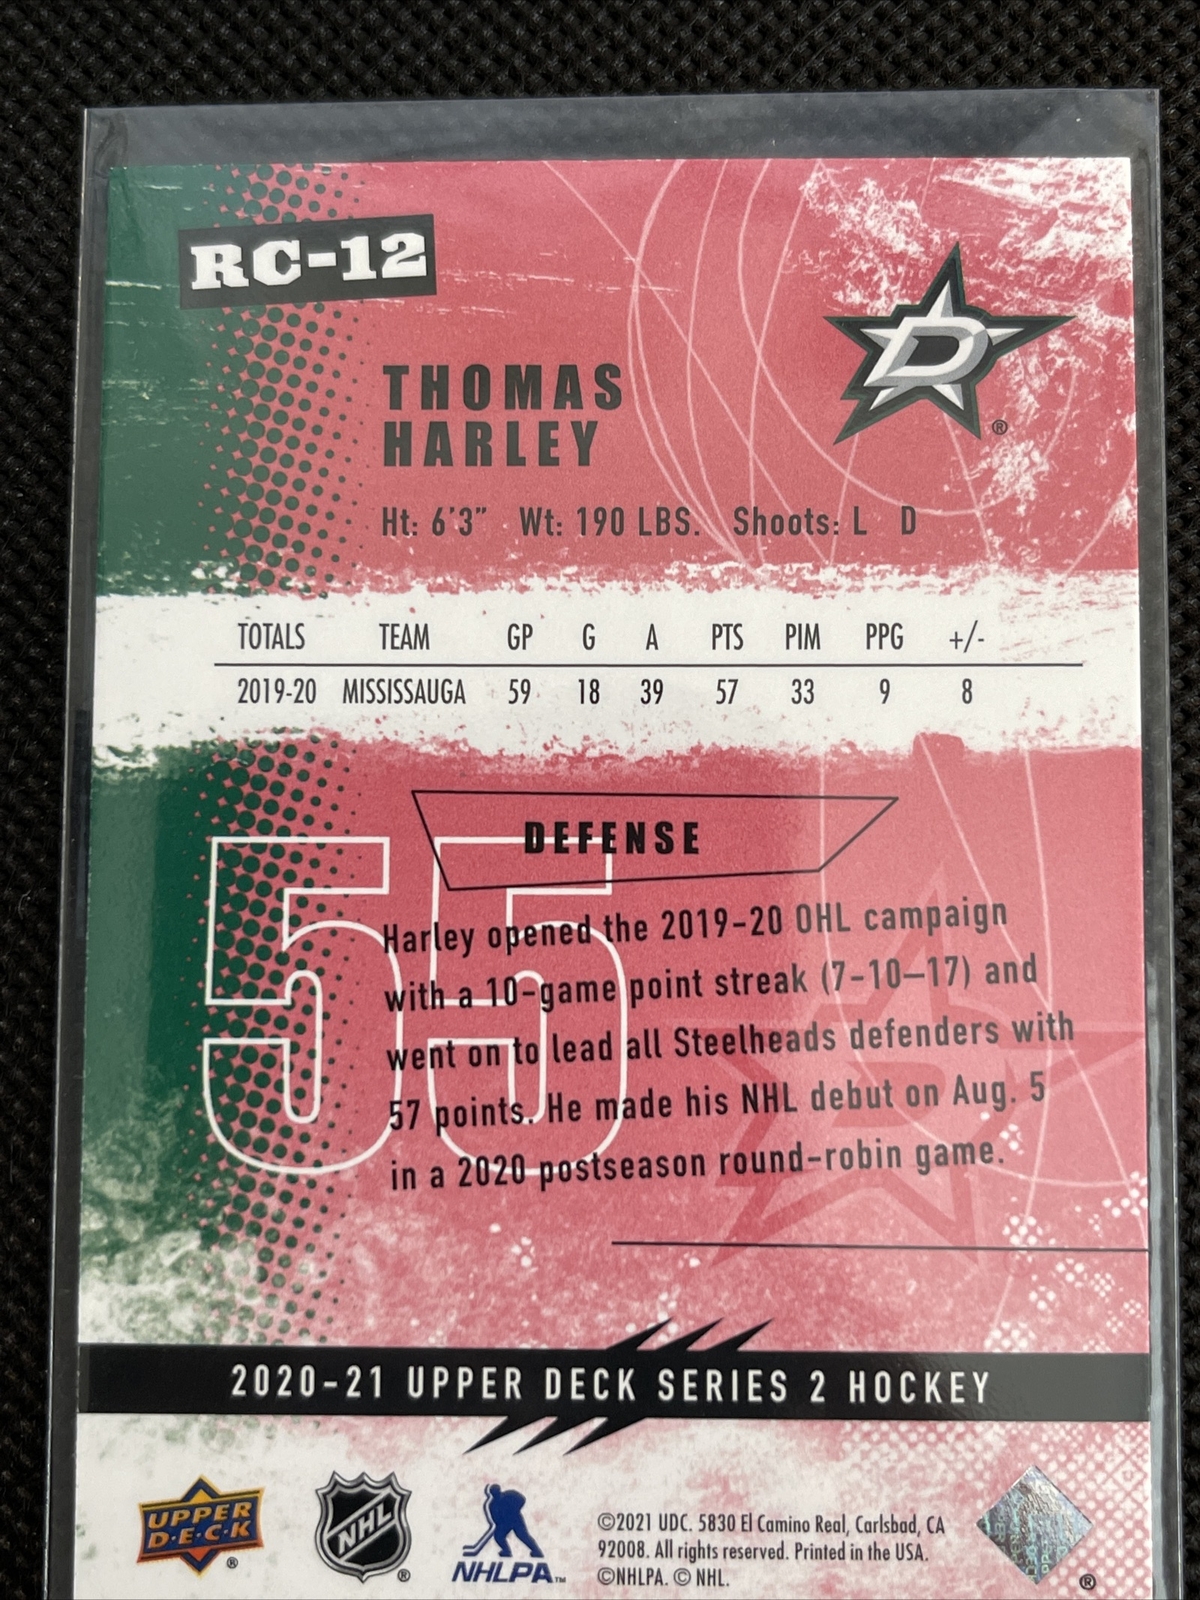 RC-12
D
®
THOMAS
HARLEY
Ht: 6'3" Wt: 190 LBS. Shoots: L D
TOTALS TEAM GP G A PTS PIM PPG +/-
2019-20 MISSISSAUGA 59 18 39 57 33 9 8
55
DEFENSE
Harley opened the 2019-20 OHL campaign
with a 10-game point streak (7-10—17) and
went on to lead all Steelheads defenders with
57 points. He made his NHL debut on Aug. 5
in a 2020 postseason round-robin game.
2020-21 UPPER DECK SERIES 2 HOCKEY
UPPER
D·E·C·K
®
NHL
®
NHLPA™
©2021 UDC. 5830 El Camino Real, Carlsbad, CA
92008. All rights reserved. Printed in the USA.
©NHLPA. © NHL.
®